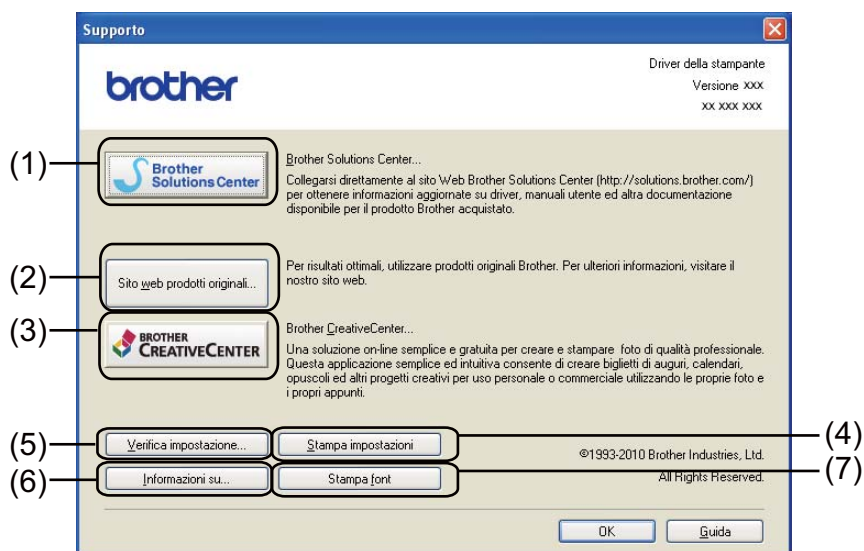 Supporto
brother
Driver della stampante
Versione xxx
xx xxx xxx
(1)
Brother
Solutions Center
Brother Solutions Center...
Collegarsi direttamente al sito Web Brother Solutions Center (http://solutions.brother.com/)
per ottenere informazioni aggiornate su driver, manuali utente ed altra documentazione
disponibile per il prodotto Brother acquistato.
(2)
Sito web prodotti originali...
Per risultati ottimali, utilizzare prodotti originali Brother. Per ulteriori informazioni, visitare il
nostro sito web.
(3)
BROTHER
CREATIVECENTER
Brother CreativeCenter...
Una soluzione on-line semplice e gratuita per creare e stampare foto di qualità professionale.
Questa applicazione semplice ed intuitiva consente di creare biglietti di auguri, calendari,
opuscoli ed altri progetti creativi per uso personale o commerciale utilizzando le proprie foto e
i propri appunti.
(5)
Verifica impostazione...
Stampa impostazioni
(4)
©1993-2010 Brother Industries, Ltd.
(6)
Informazioni su...
Stampa font
(7)
All Rights Reserved.
OK
Guida